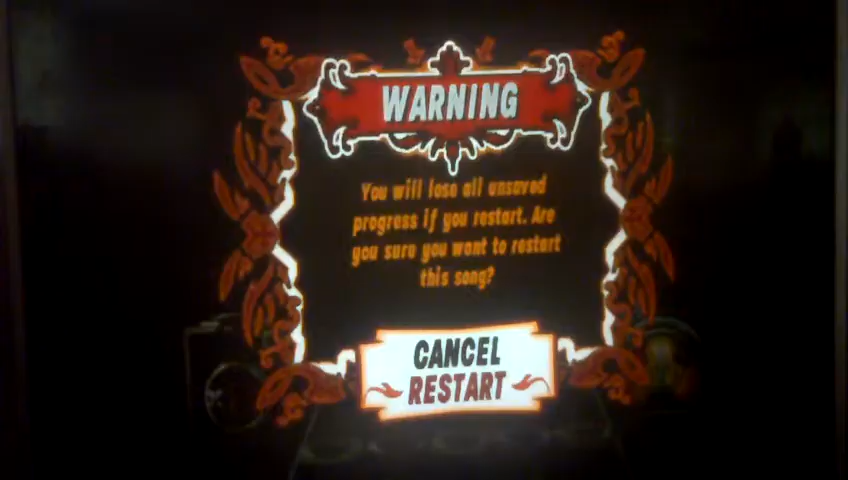 WARNING
You will lose all unsaved
progress if you restart. Are
you sure you want to restart
this song?
CANCEL
RESTART